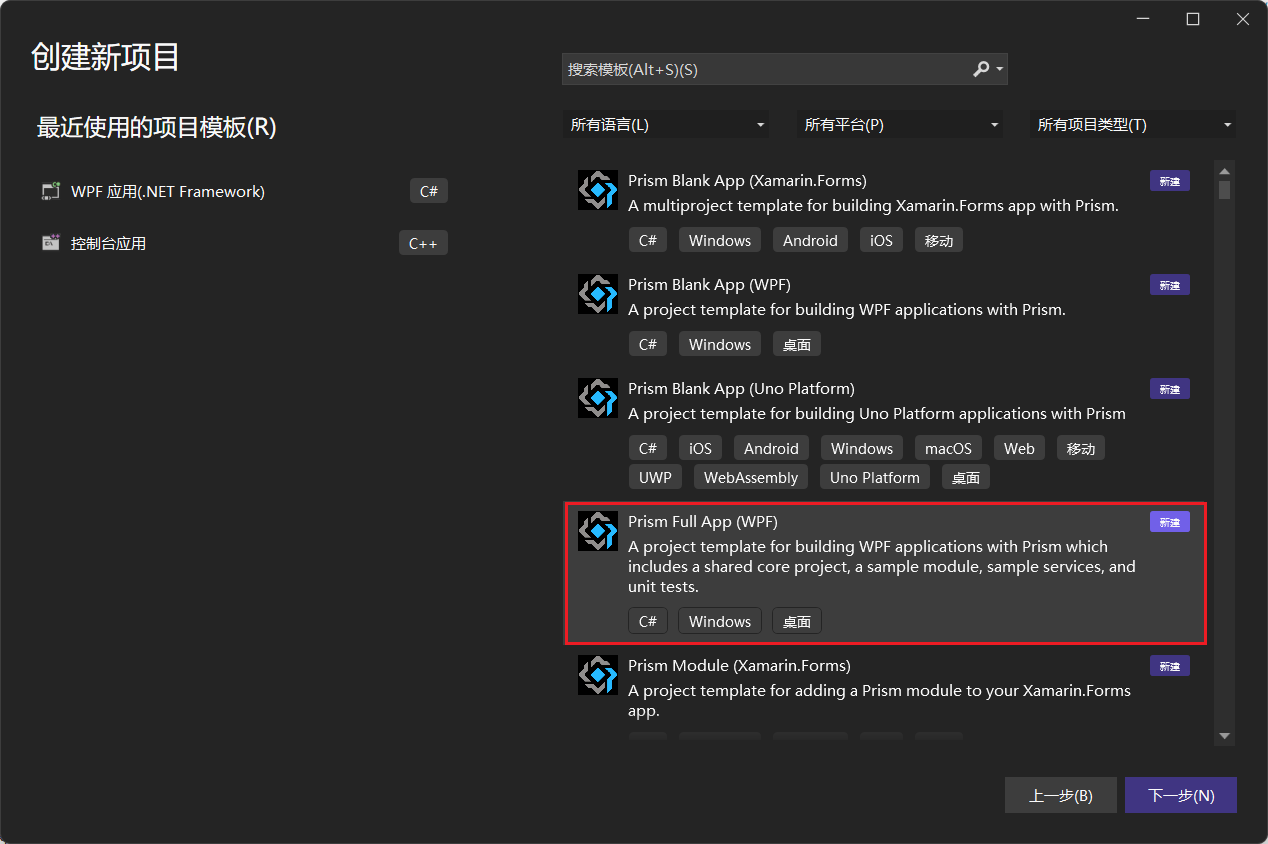 创建新项目
搜索模板(Alt+S)(S)
最近使用的项目模板(R)
所有语言(L)
所有平台(P)
所有项目类型(T)
WPF 应用(.NET Framework)
C#
控制台应用
C++
Prism Blank App (Xamarin.Forms)
新建
A multiproject template for building Xamarin.Forms app with Prism.
C# Windows Android iOS 移动
Prism Blank App (WPF)
新建
A project template for building WPF applications with Prism.
C# Windows 桌面
Prism Blank App (Uno Platform)
新建
A project template for building Uno Platform applications with Prism
C# iOS Android Windows macOS Web 移动
UWP WebAssembly Uno Platform 桌面
Prism Full App (WPF)
新建
A project template for building WPF applications with Prism which
includes a shared core project, a sample module, sample services, and
unit tests.
C# Windows 桌面
Prism Module (Xamarin.Forms)
新建
A project template for adding a Prism module to your Xamarin.Forms
app.
上一步(B)
下一步(N)